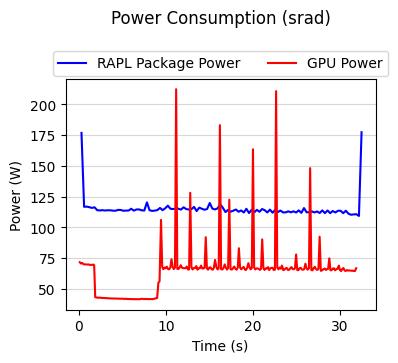 Power Consumption (srad)
RAPL Package Power GPU Power
200
175
150
125
100
75
50
Power (W)
0 10 20 30
Time (s)